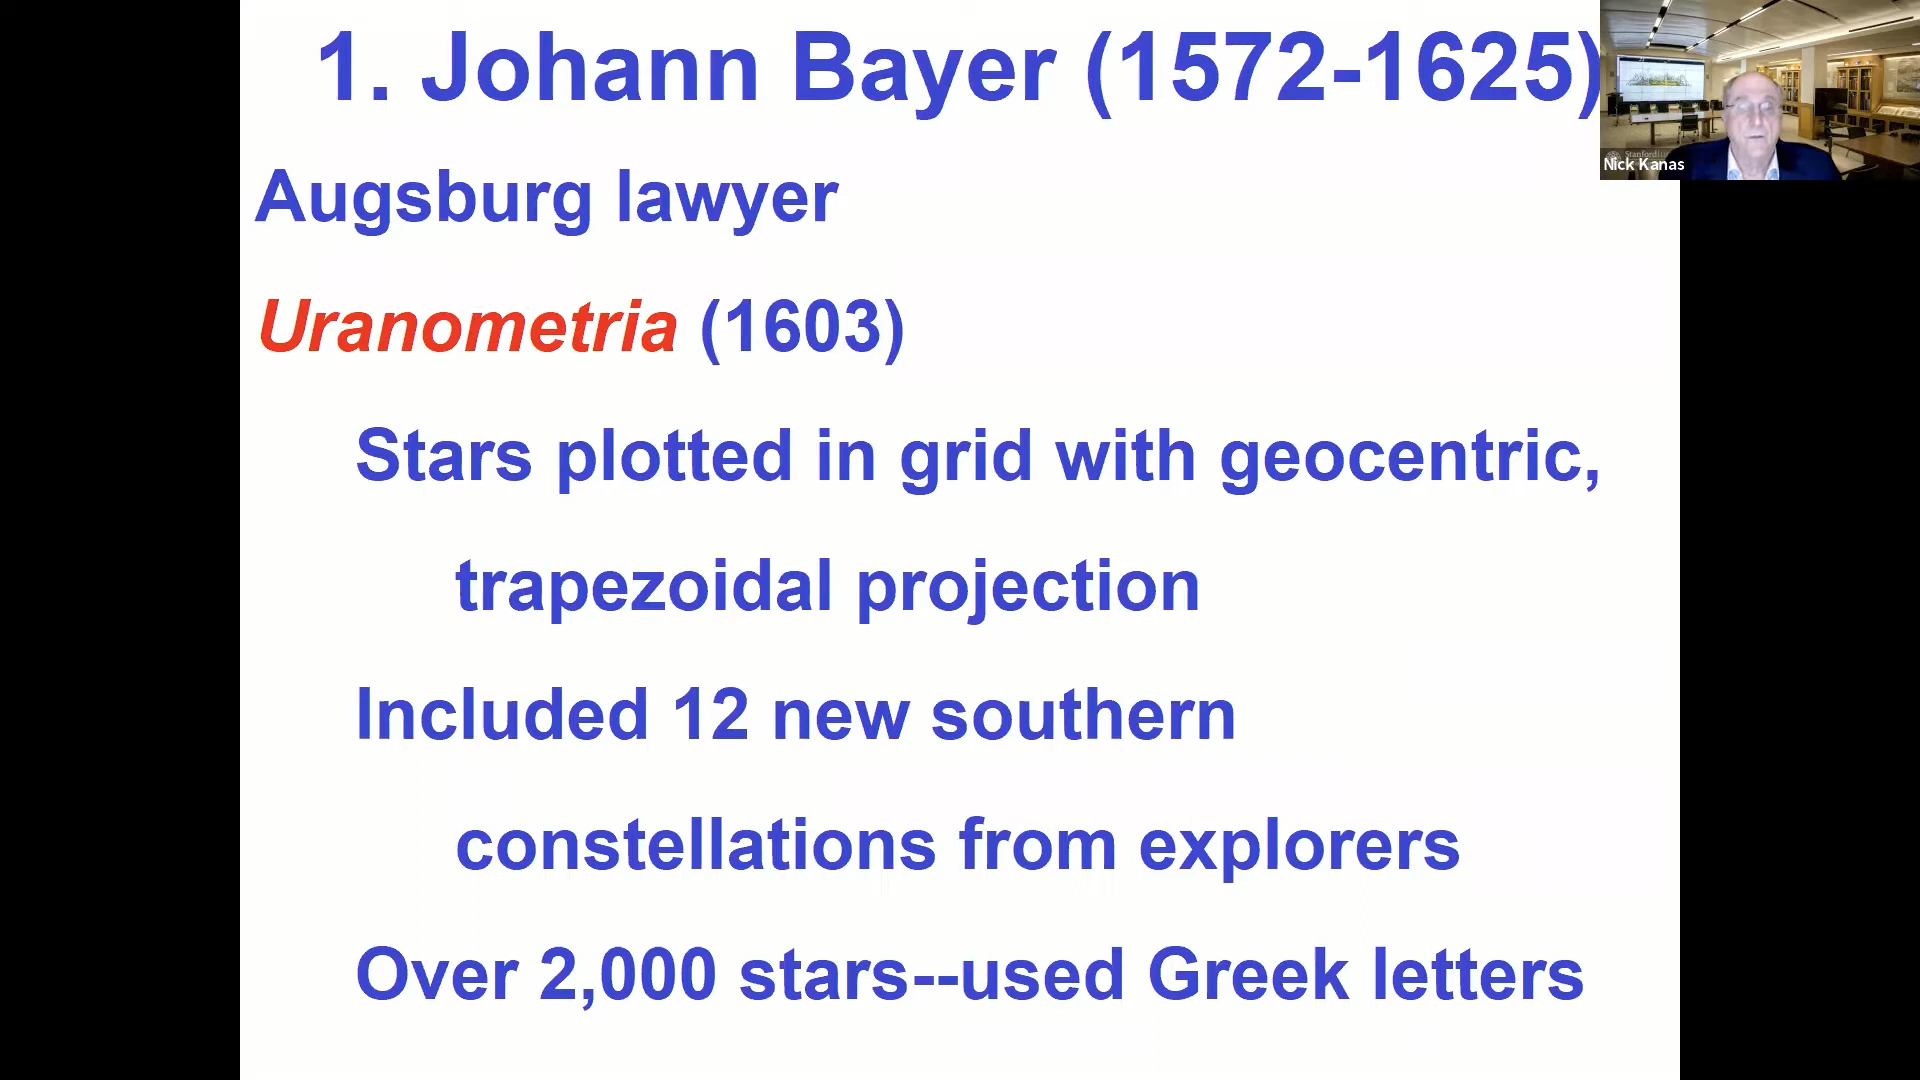 1. Johann Bayer (1572-1625)
Augsburg lawyer
Uranometria (1603)
Stars plotted in grid with geocentric,
trapezoidal projection
Included 12 new southern
constellations from explorers
Over 2,000 stars--used Greek letters
Stanford
Nick Kanas